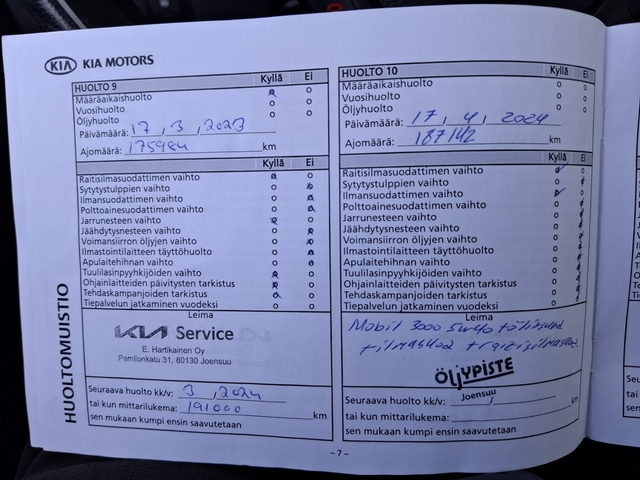 KIA KIA MOTORS
HUOLTO 9 Kyllä Ei
Määräaikaishuolto
Vuosihuolto
Öljyhuolto
Päivämäärä: 17 , 3 , 2023
Ajomäärä: 175984 km
Kyllä Ei
Raitisilmasuodattimen vaihto
Sytytystulppien vaihto
Ilmansuodattimen vaihto
Polttoainesuodattimen vaihto
Jarrunesteen vaihto
Jäähdytysnesteen vaihto
Voimansiirron öljyjen vaihto
Ilmastointilaitteen täyttöhuolto
Apulaitehihnan vaihto
Tuulilasinpyyhkijöiden vaihto
Ohjainlaitteiden päivitysten tarkistus
Tehdaskampanjoiden tarkistus
Tiepalvelun jatkaminen vuodeksi
Leima
KIA Service
E. Hartikainen Oy
Pamilonkatu 31, 80130 Joensuu
Seuraava huolto kk/v: 3 , 2024
tai kun mittarilukema: 191000 km
sen mukaan kumpi ensin saavutetaan
HUOLTO 10 Kyllä Ei
Määräaikaishuolto
Vuosihuolto
Öljyhuolto
Päivämäärä: 17 , 4 , 2024
Ajomäärä: 187142 km
Kyllä Ei
Raitisilmasuodattimen vaihto
Sytytystulppien vaihto
Ilmansuodattimen vaihto
Polttoainesuodattimen vaihto
Jarrunesteen vaihto
Jäähdytysnesteen vaihto
Voimansiirron öljyjen vaihto
Ilmastointilaitteen täyttöhuolto
Apulaitehihnan vaihto
Tuulilasinpyyhkijöiden vaihto
Ohjainlaitteiden päivitysten tarkistus
Tehdaskampanjoiden tarkistus
Tiepalvelun jatkaminen vuodeksi
Leima
Mobil 3000 5w40
ÖLJYPISTE
Joensuu
Seuraava huolto kk/v:
tai kun mittarilukema: km
sen mukaan kumpi ensin saavutetaan
HUOLTOMUISTIO
- 7 -